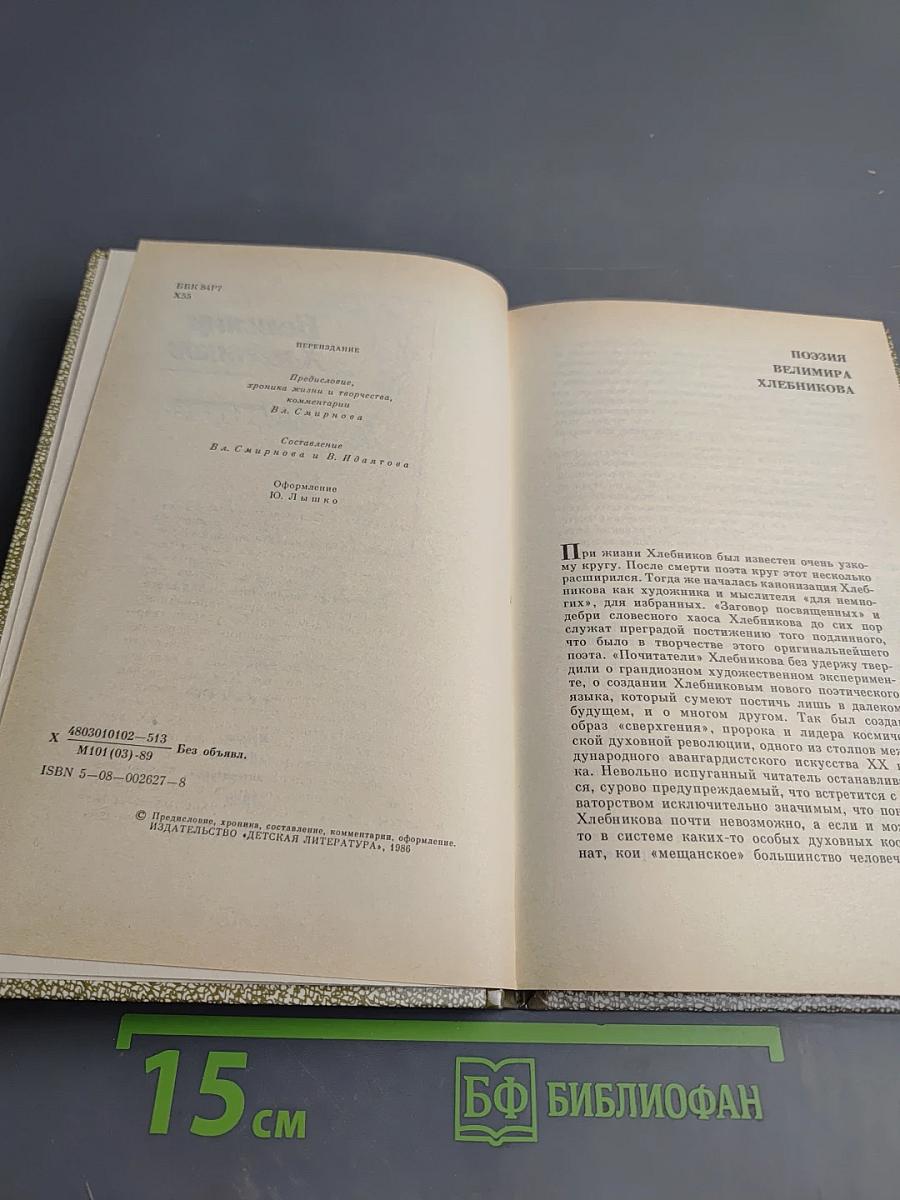 ББК 84Р7
Х55
ПЕРЕИЗДАНИЕ
Предисловие,
хроника жизни и творчества,
комментарии
Вл. Смирнова
Составление
Вл. Смирнова и В. Идаятова
Оформление
Ю. Лышко
Х 4803010102—513
М101(03)-89 Без объявл.
ISBN 5—08—002627—8
© Предисловие, хроника, составление, комментарии, оформление.
ИЗДАТЕЛЬСТВО «ДЕТСКАЯ ЛИТЕРАТУРА», 1986
ПОЭЗИЯ
ВЕЛИМИРА
ХЛЕБНИКОВА
При жизни Хлебников был известен очень узко-
му кругу. После смерти поэта круг этот несколько
расширился. Тогда же началась канонизация Хлеб-
никова как художника и мыслителя «для немно-
гих», для избранных. «Заговор посвященных» и
дебри словесного хаоса Хлебникова до сих пор
служат преградой постижению того подлинного,
что было в творчестве этого оригинальнейшего
поэта. «Почитатели» Хлебникова без удержу твер-
дили о грандиозном художественном эксперимен-
те, о создании Хлебниковым нового поэтического
языка, который сумеют постичь лишь в далеком
будущем, и о многом другом. Так был создан
образ «сверхгения», пророка и лидера космиче
ской духовной революции, одного из столпов меж
дународного авангардистского искусства XX в
ка. Невольно испуганный читатель останавлива
ся, сурово предупреждаемый, что встретится с
ваторством исключительно значимым, что пон
Хлебникова почти невозможно, а если и мож
то в системе каких-то особых духовных коо
нат, кои «мещанское» большинство человеч
15 см
БФ БИБЛИОФАН